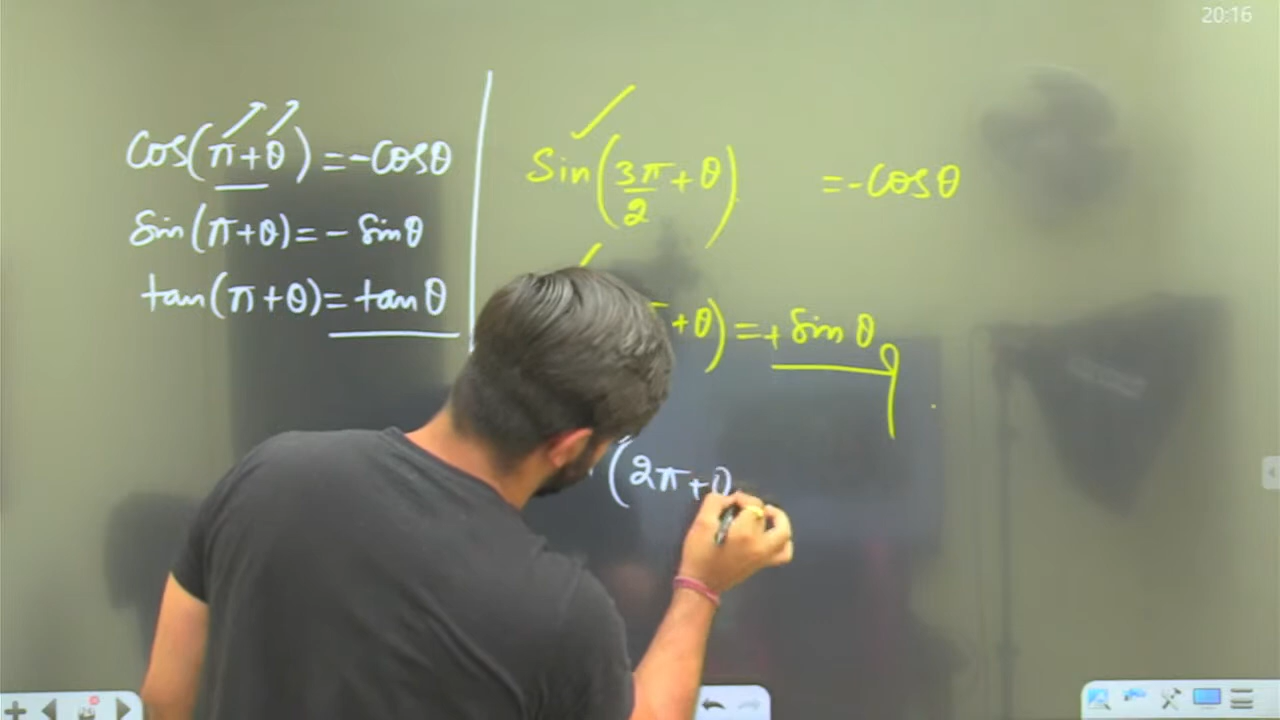 20:16
cos(π+θ)=-cosθ
sin(π+θ)=-sinθ
tan(π+θ)=tanθ
Sin(3π/2+θ) =-cosθ
+θ)=+sinθ
(2π+θ